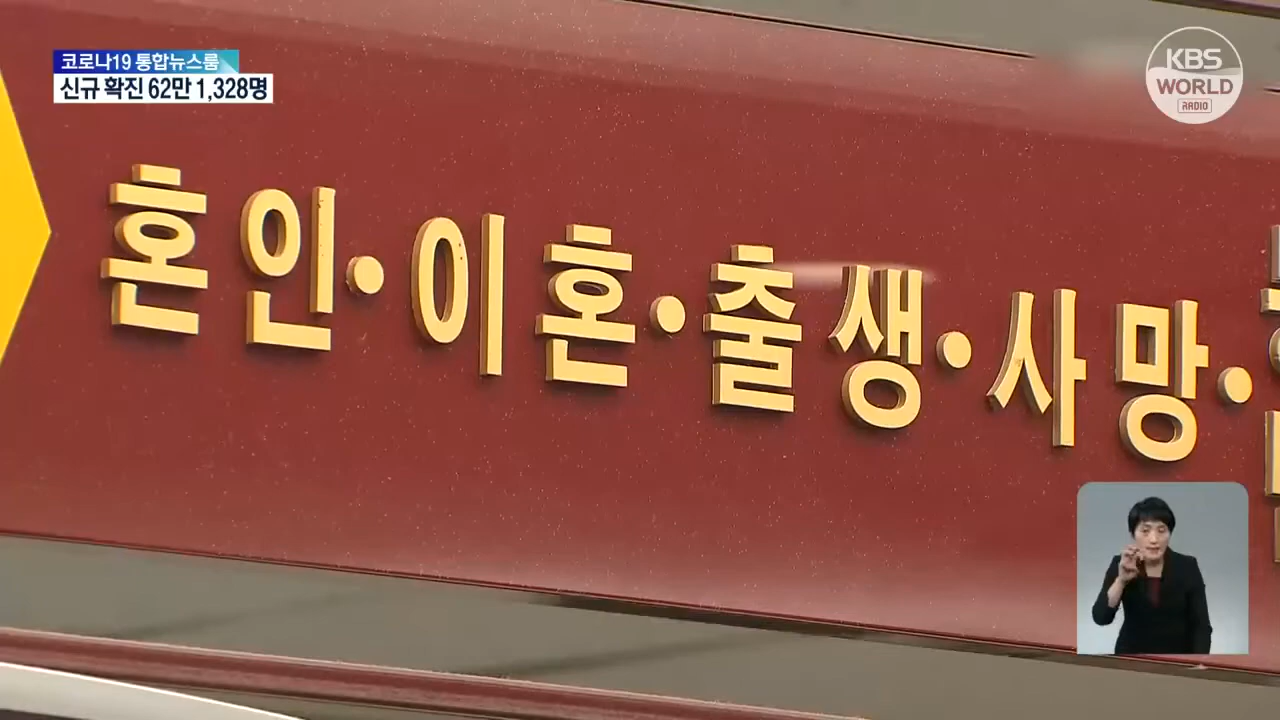 코로나19 통합뉴스룸
신규 확진 62만 1,328명
KBS
WORLD
RADIO
혼인·이혼·출생·사망·